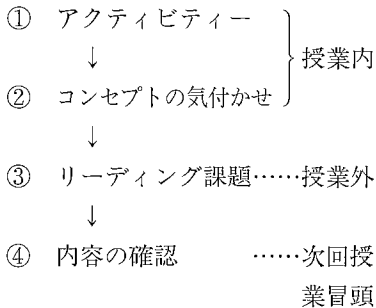 ① アクティビティー
↓
授業内
② コンセプトの気付かせ
↓
③ リーディング課題……授業外
↓
④ 内容の確認 ……次回授
業冒頭